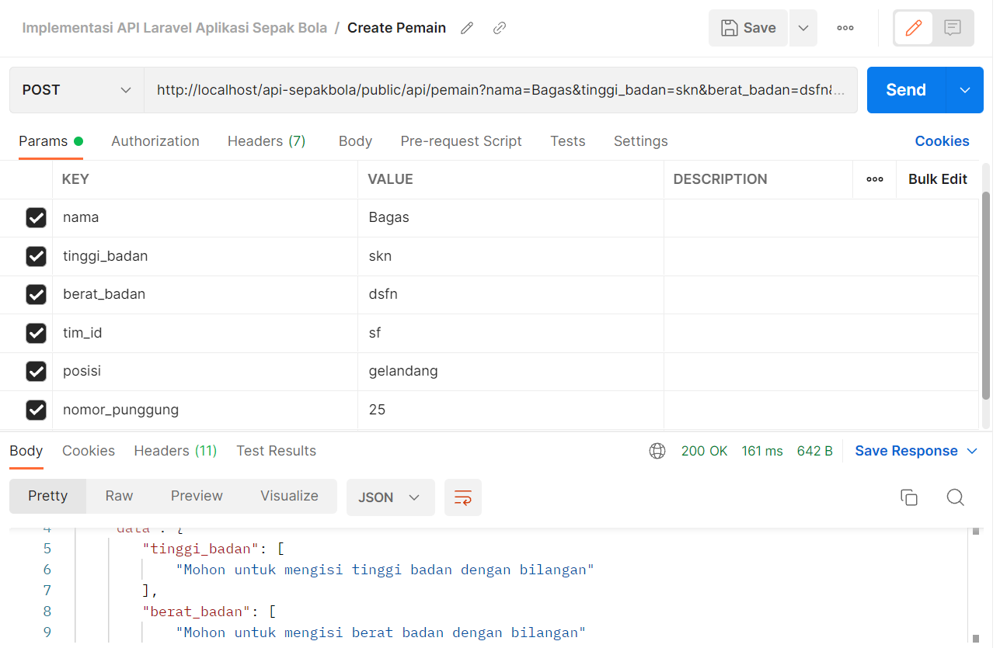 Implementasi API Laravel Aplikasi Sepak Bola / Create Pemain Save
POST http://localhost/api-sepakbola/public/api/pemain?nama=Bagas&tinggi_badan=skn&berat_badan=dsfn&... Send
Params Authorization Headers (7) Body Pre-request Script Tests Settings Cookies
KEY VALUE DESCRIPTION Bulk Edit
nama Bagas
tinggi_badan skn
berat_badan dsfn
tim_id sf
posisi gelandang
nomor_punggung 25
Body Cookies Headers (11) Test Results 200 OK 161 ms 642 B Save Response
Pretty Raw Preview Visualize JSON
4 "data": {
5 "tinggi_badan": [
6 "Mohon untuk mengisi tinggi badan dengan bilangan"
7 ],
8 "berat_badan": [
9 "Mohon untuk mengisi berat badan dengan bilangan"